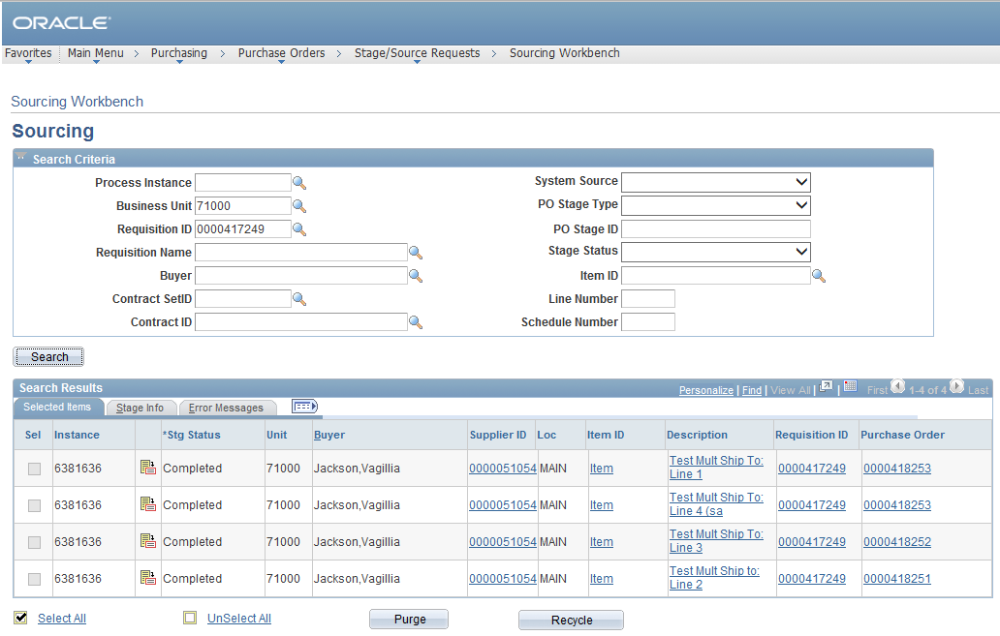 ORACLE
Favorites Main Menu > Purchasing > Purchase Orders > Stage/Source Requests > Sourcing Workbench
Sourcing Workbench
Sourcing
Search Criteria
Process Instance System Source
Business Unit 71000 PO Stage Type
Requisition ID 0000417249 PO Stage ID
Requisition Name Stage Status
Buyer Item ID
Contract SetID Line Number
Contract ID Schedule Number
Search
Search Results Personalize | Find | View All | | First 1-4 of 4 Last
Selected Items Stage Info Error Messages
Sel Instance *Stg Status Unit Buyer Supplier ID Loc Item ID Description Requisition ID Purchase Order
6381636 Completed 71000 Jackson,Vagillia 0000051054 MAIN Item Test Mult Ship To: 0000417249 0000418253
Line 1
6381636 Completed 71000 Jackson,Vagillia 0000051054 MAIN Item Test Mult Ship To: 0000417249 0000418253
Line 4 (sa
6381636 Completed 71000 Jackson,Vagillia 0000051054 MAIN Item Test Mult Ship To: 0000417249 0000418252
Line 3
6381636 Completed 71000 Jackson,Vagillia 0000051054 MAIN Item Test Mult Ship to: 0000417249 0000418251
Line 2
Select All UnSelect All Purge Recycle